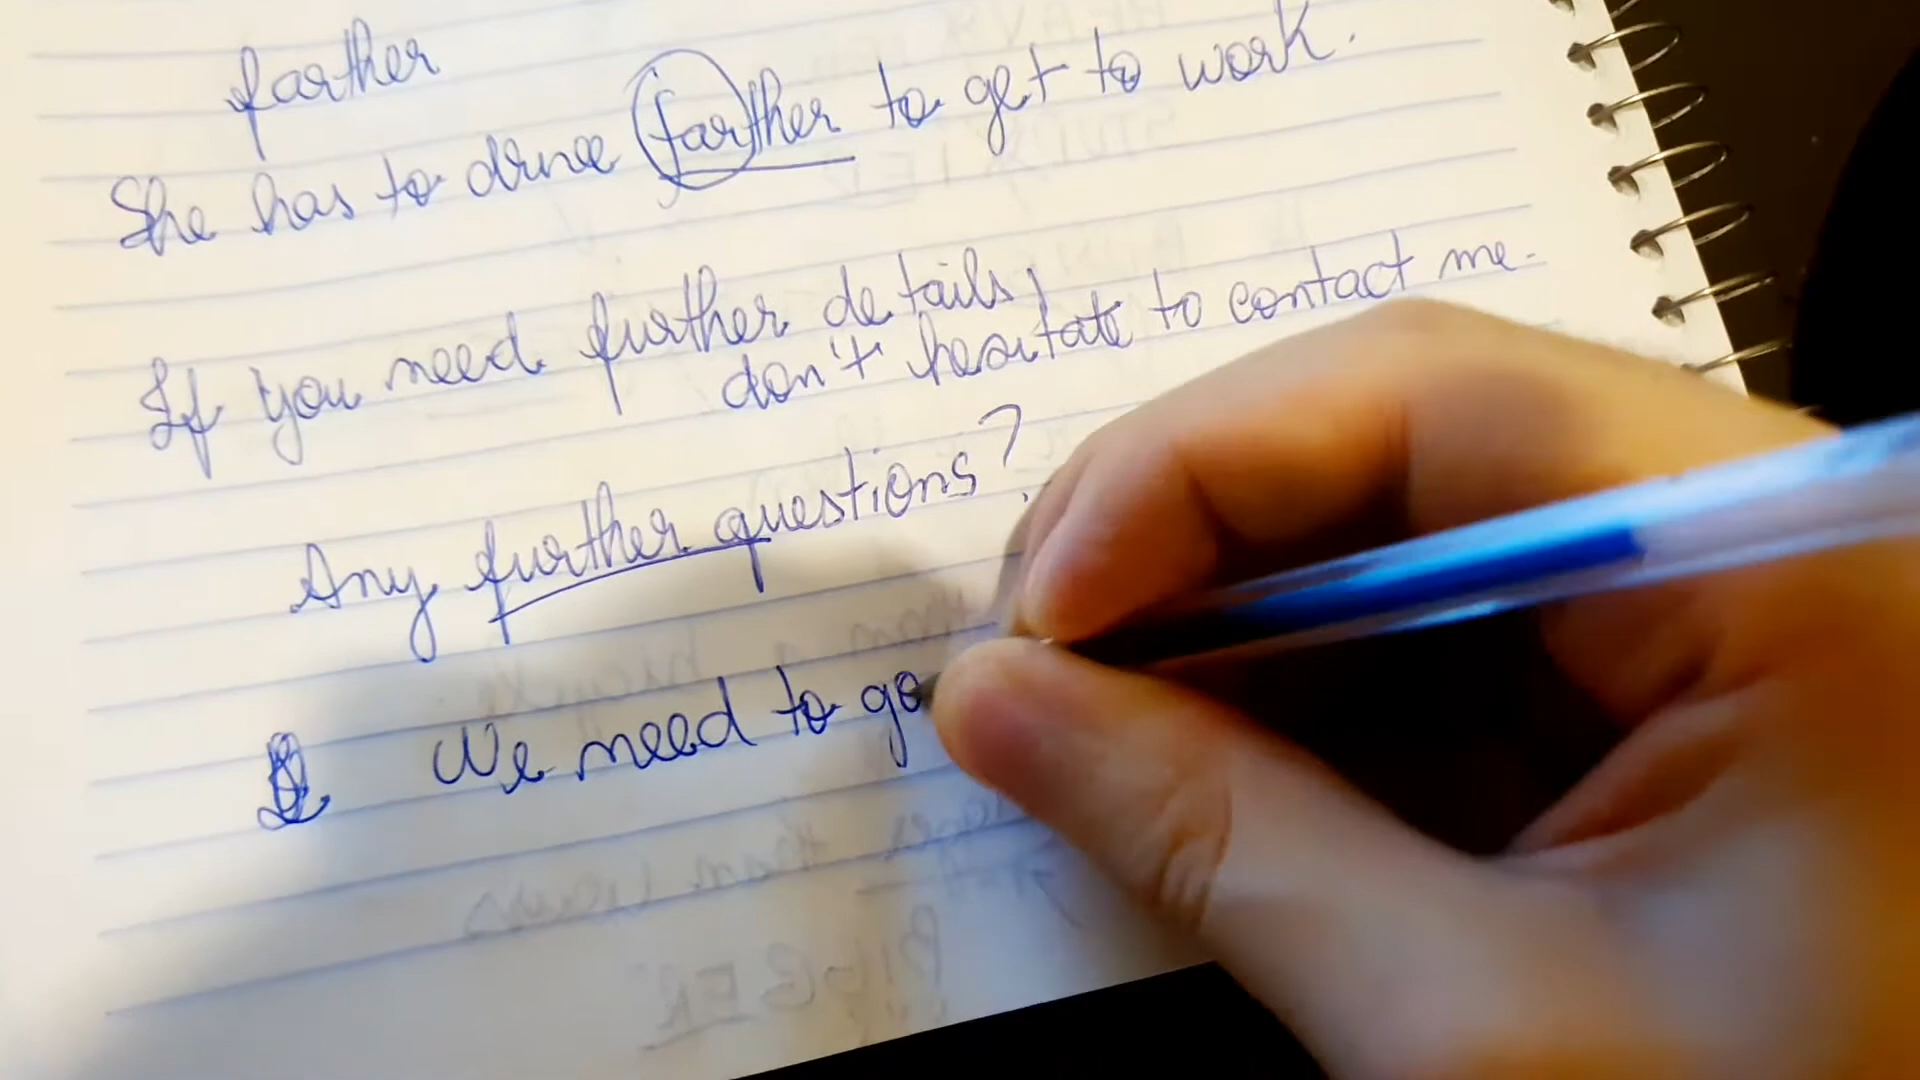 farther
She has to drive farther to get to work.
If you need further details,
don't hesitate to contact me.
Any further questions?
We need to go
BIGGER